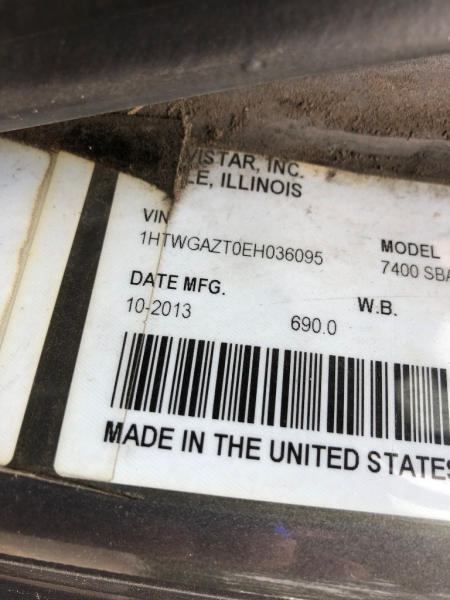 VISTAR, INC.
LE, ILLINOIS
VIN
1HTWGAZT0EH036095
MODEL
7400 SBA
DATE MFG.
10-2013
W.B.
690.0
MADE IN THE UNITED STATES